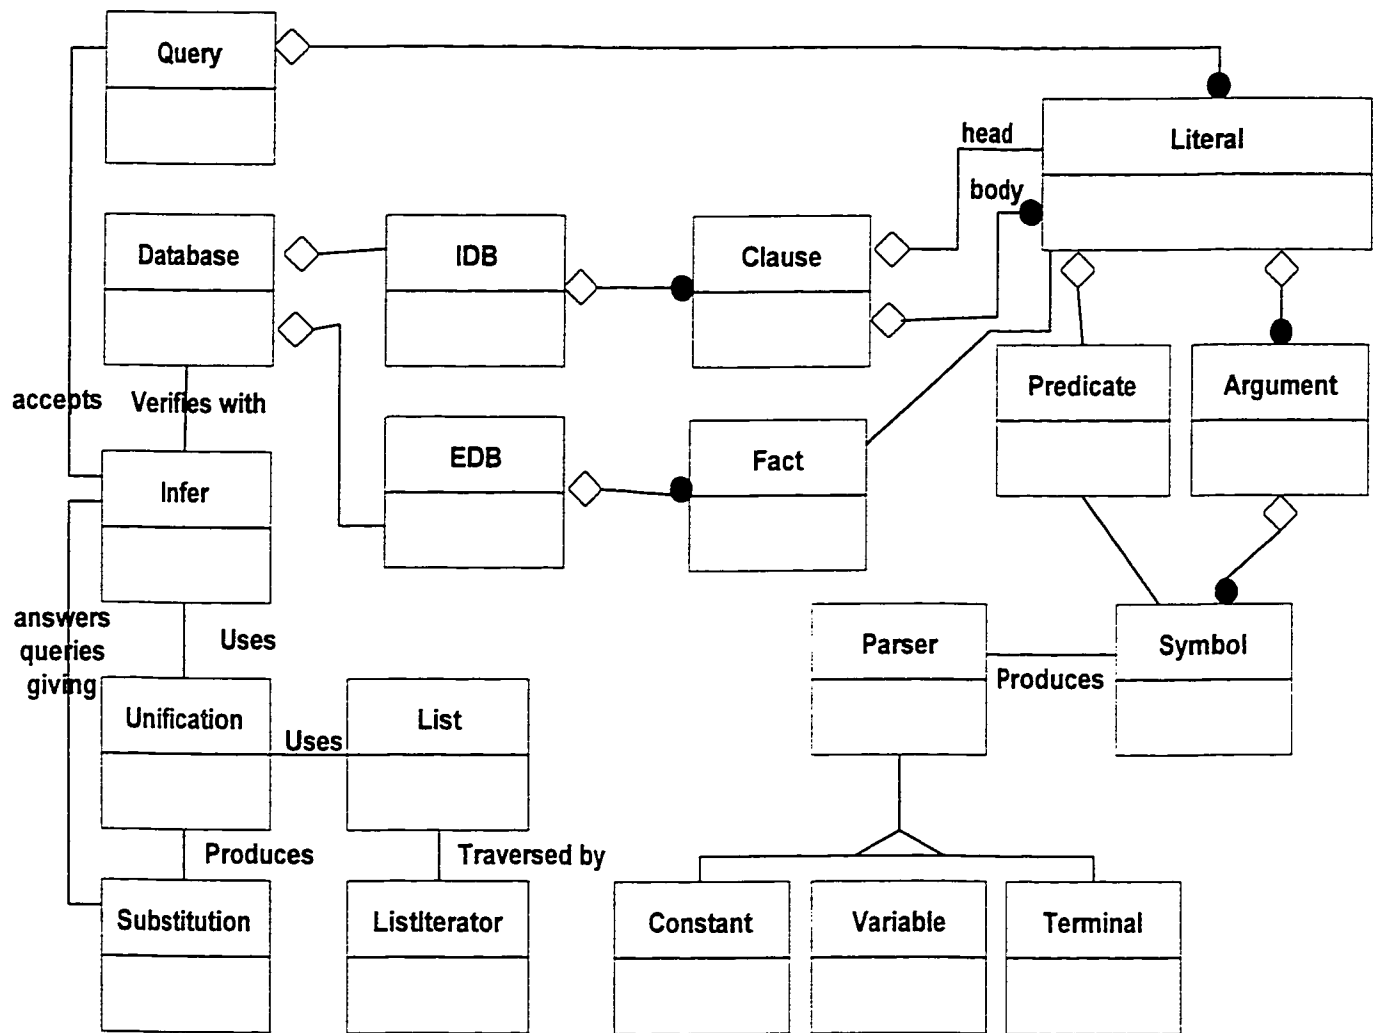 Query
head
Literal
body
Database
IDB
Clause
accepts
Verifies with
Predicate
Argument
EDB
Fact
Infer
answers
queries
giving
Uses
Parser
Symbol
Produces
Unification
Uses
List
Produces
Traversed by
Substitution
ListIterator
Constant
Variable
Terminal